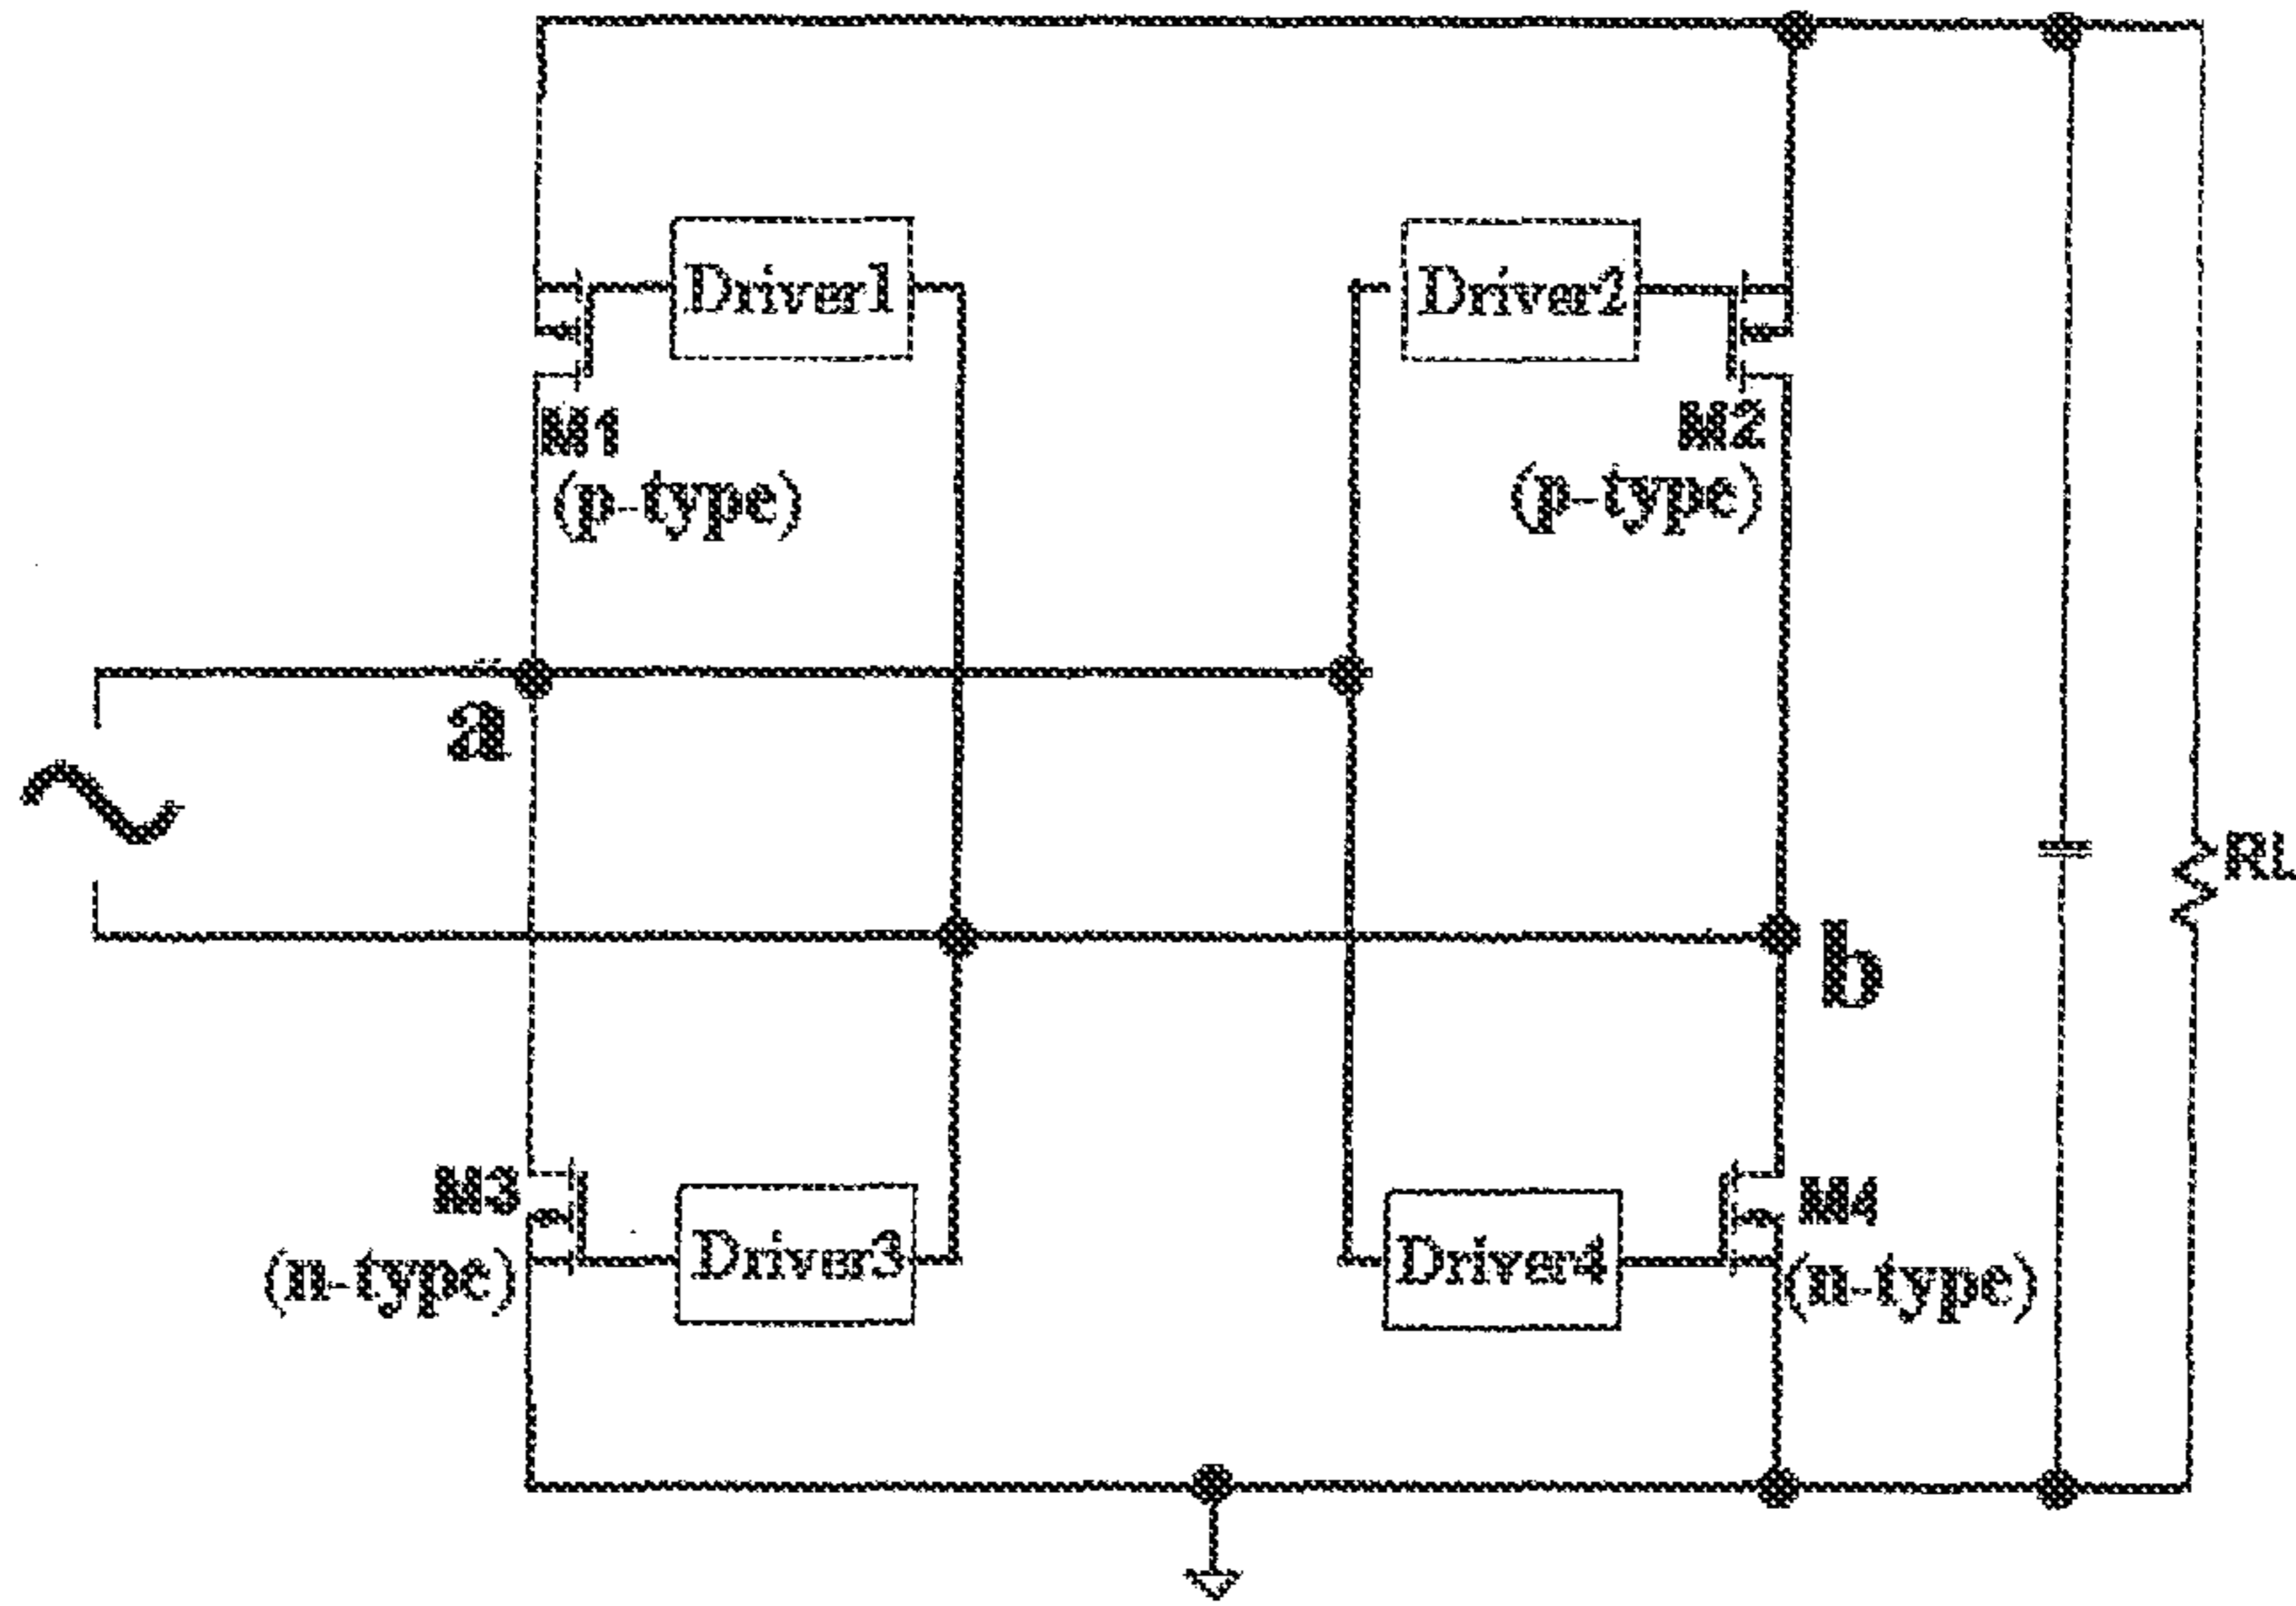 Driver1
Driver2
M1
(p-type)
M2
(p-type)
a
RL
b
M3
(n-type)
Driver3
Driver4
M4
(n-type)